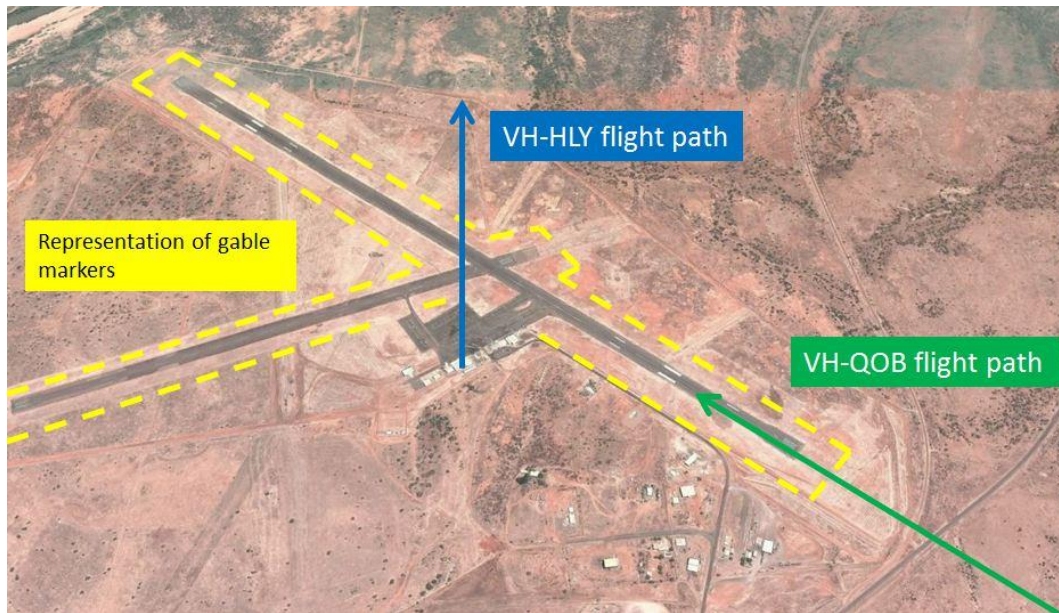 VH-HLY flight path
Representation of gable
markers
VH-QOB flight path